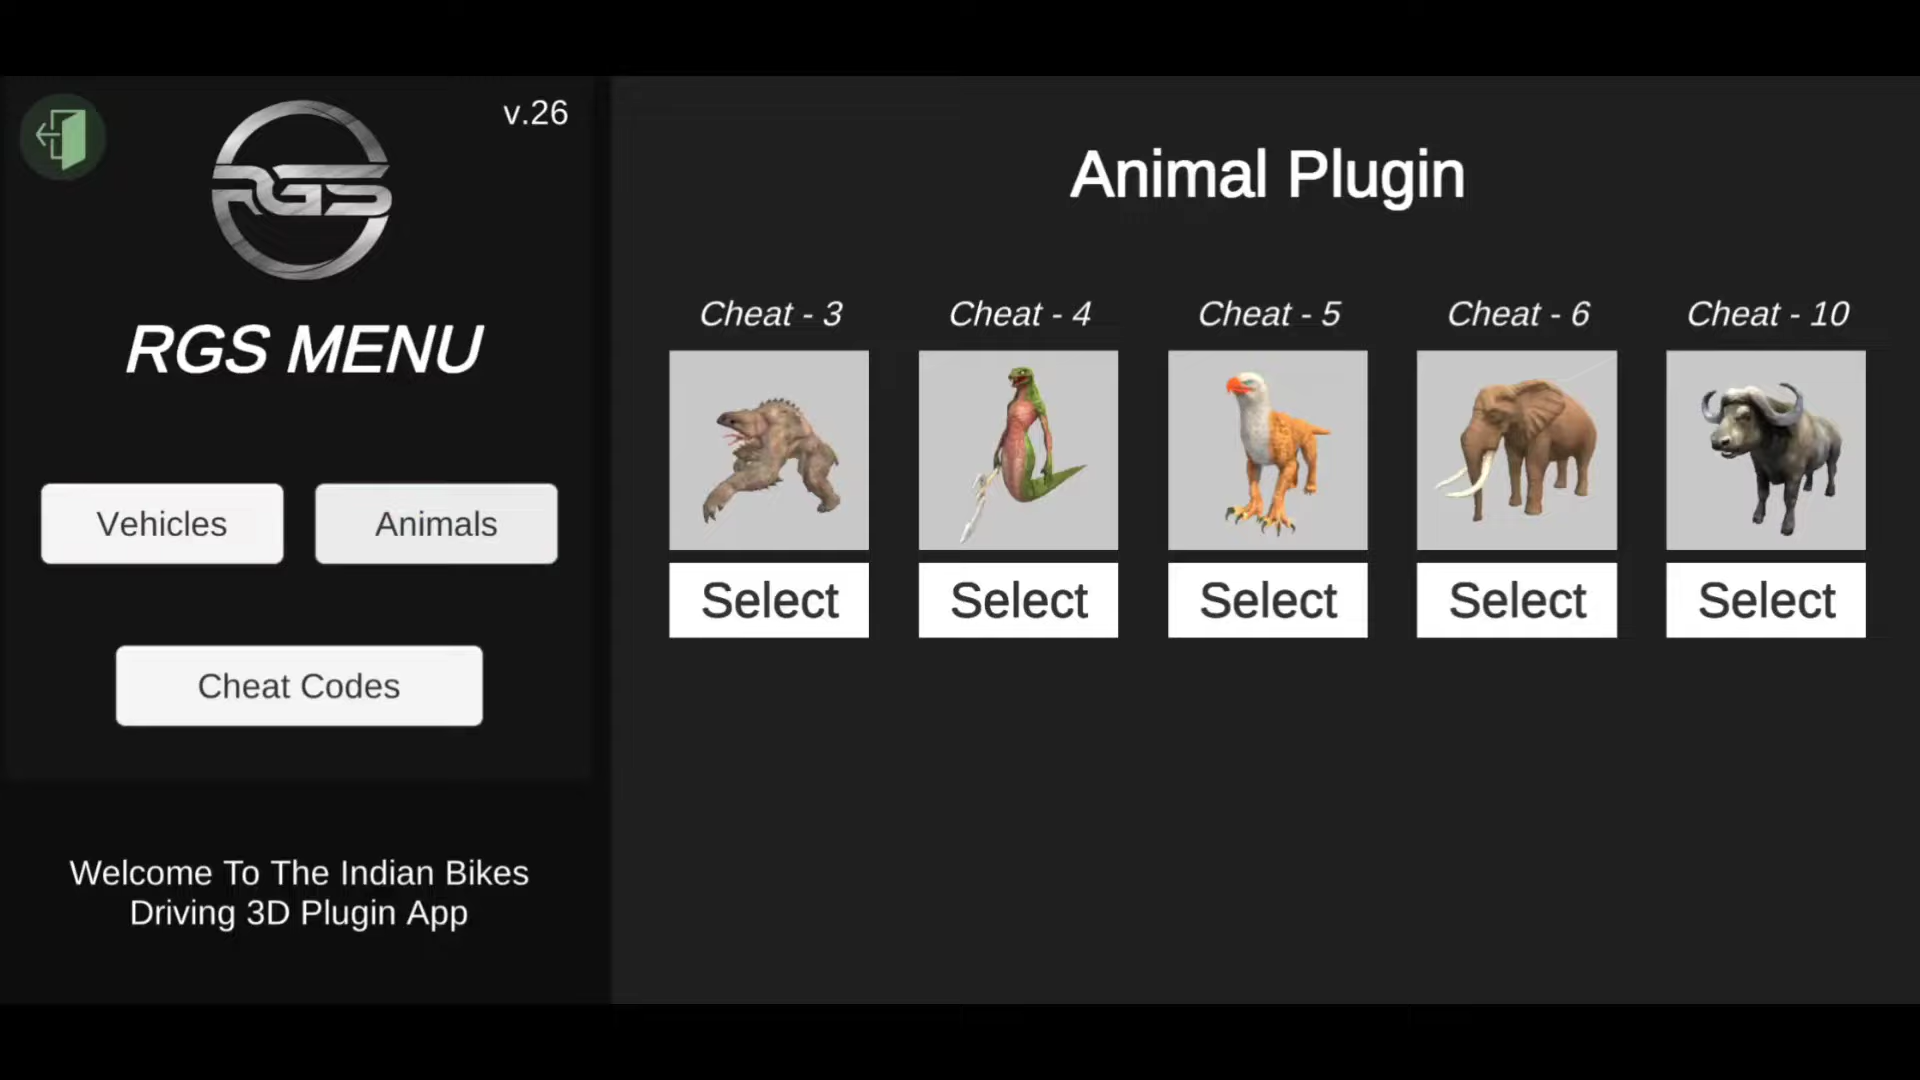 v.26
RGS
RGS MENU
Vehicles
Animals
Cheat Codes
Welcome To The Indian Bikes
Driving 3D Plugin App
Animal Plugin
Cheat - 3
Cheat - 4
Cheat - 5
Cheat - 6
Cheat - 10
Select
Select
Select
Select
Select